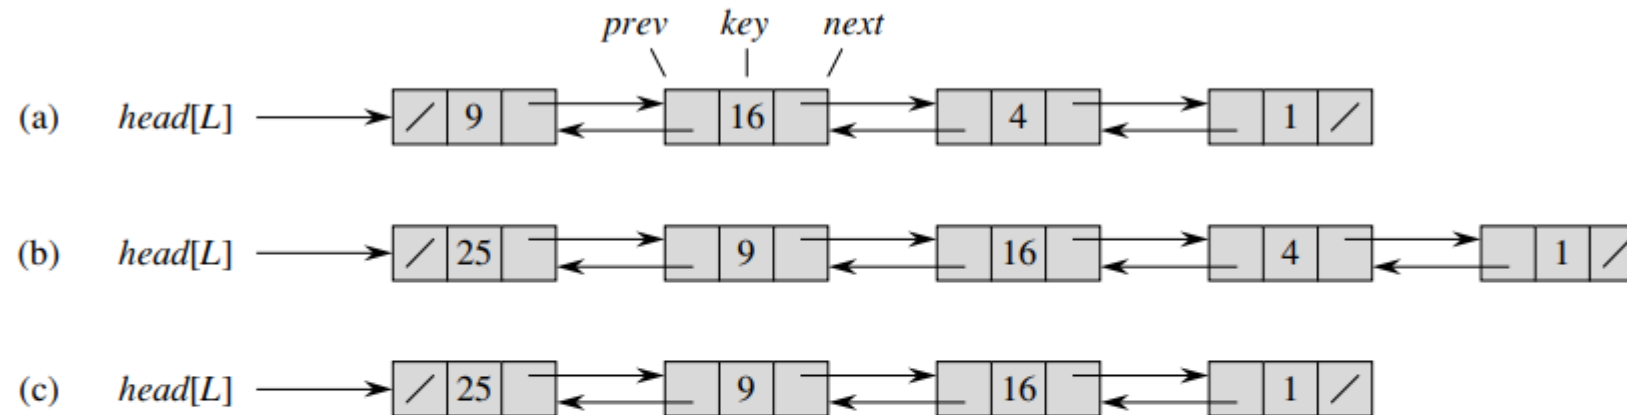 prev key next
(a) head[L] 9 16 4 1
(b) head[L] 25 9 16 4 1
(c) head[L] 25 9 16 1